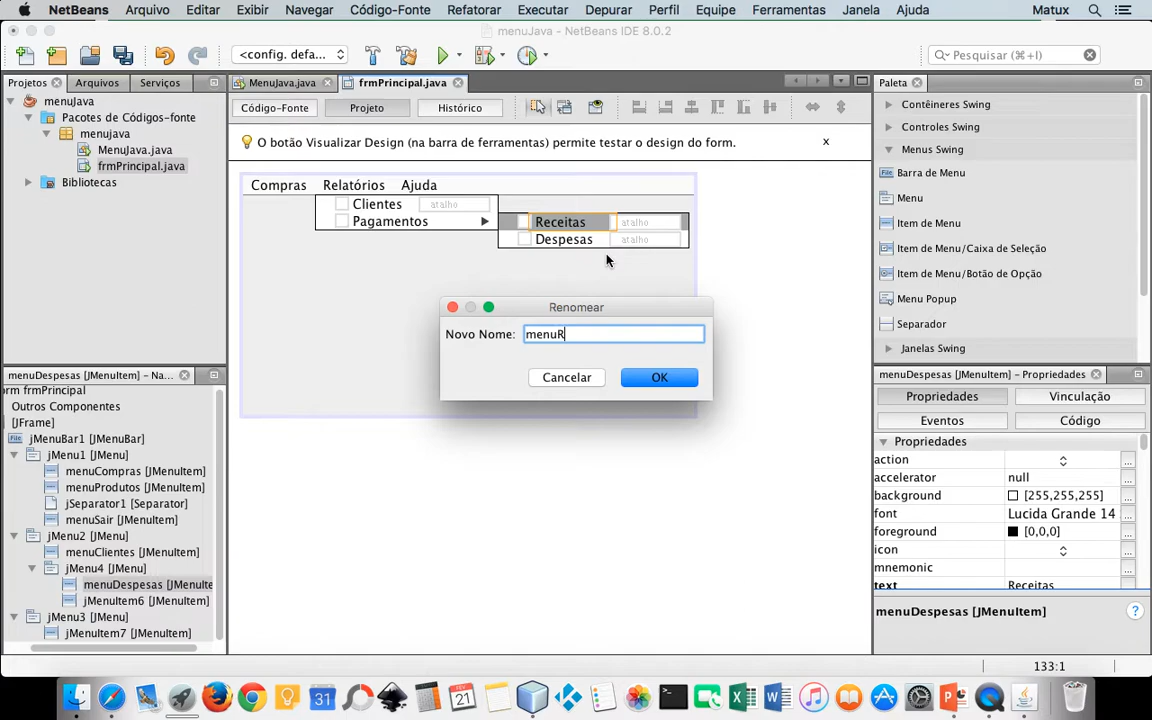 NetBeans Arquivo Editar Exibir Navegar Código-Fonte Refatorar Executar Depurar Perfil Equipe Ferramentas Janela Ajuda Matux
menuJava - NetBeans IDE 8.0.2
<config. defa... Pesquisar (⌘+I)
Projetos Arquivos Serviços
menuJava
Pacotes de Códigos-fonte
menujava
MenuJava.java
frmPrincipal.java
Bibliotecas
MenuJava.java frmPrincipal.java
Código-Fonte Projeto Histórico
O botão Visualizar Design (na barra de ferramentas) permite testar o design do form. x
Compras Relatórios Ajuda
Clientes atalho
Pagamentos
Receitas atalho
Despesas atalho
Renomear
Novo Nome: menuR
Cancelar OK
Paleta
Contêineres Swing
Controles Swing
Menus Swing
File Barra de Menu
Menu
Item de Menu
Item de Menu/Caixa de Seleção
Item de Menu/Botão de Opção
Menu Popup
Separador
Janelas Swing
menuDespesas [JMenuItem] - Na...
orm frmPrincipal
Outros Componentes
[JFrame]
File jMenuBar1 [JMenuBar]
jMenu1 [JMenu]
menuCompras [JMenuItem]
menuProdutos [JMenuItem]
jSeparator1 [Separator]
menuSair [JMenuItem]
jMenu2 [JMenu]
menuClientes [JMenuItem]
jMenu4 [JMenu]
menuDespesas [JMenuIte
jMenuItem6 [JMenuItem]
jMenu3 [JMenu]
jMenuItem7 [JMenuItem]
menuDespesas [JMenuItem] - Propriedades
Propriedades Vinculação
Eventos Código
Propriedades
action ...
accelerator null ...
background [255,255,255] ...
font Lucida Grande 14 ...
foreground [0,0,0] ...
icon ...
mnemonic ...
text Receitas
menuDespesas [JMenuItem] ?
133:1
31 FEV 21